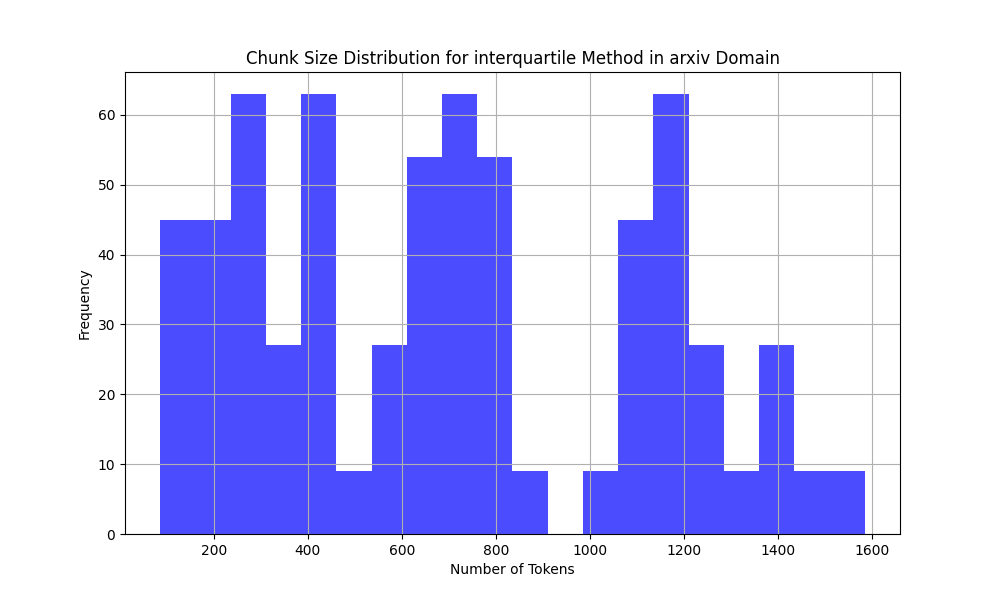 Chunk Size Distribution for interquartile Method in arxiv Domain
Frequency
60
50
40
30
20
10
0
200 400 600 800 1000 1200 1400 1600
Number of Tokens